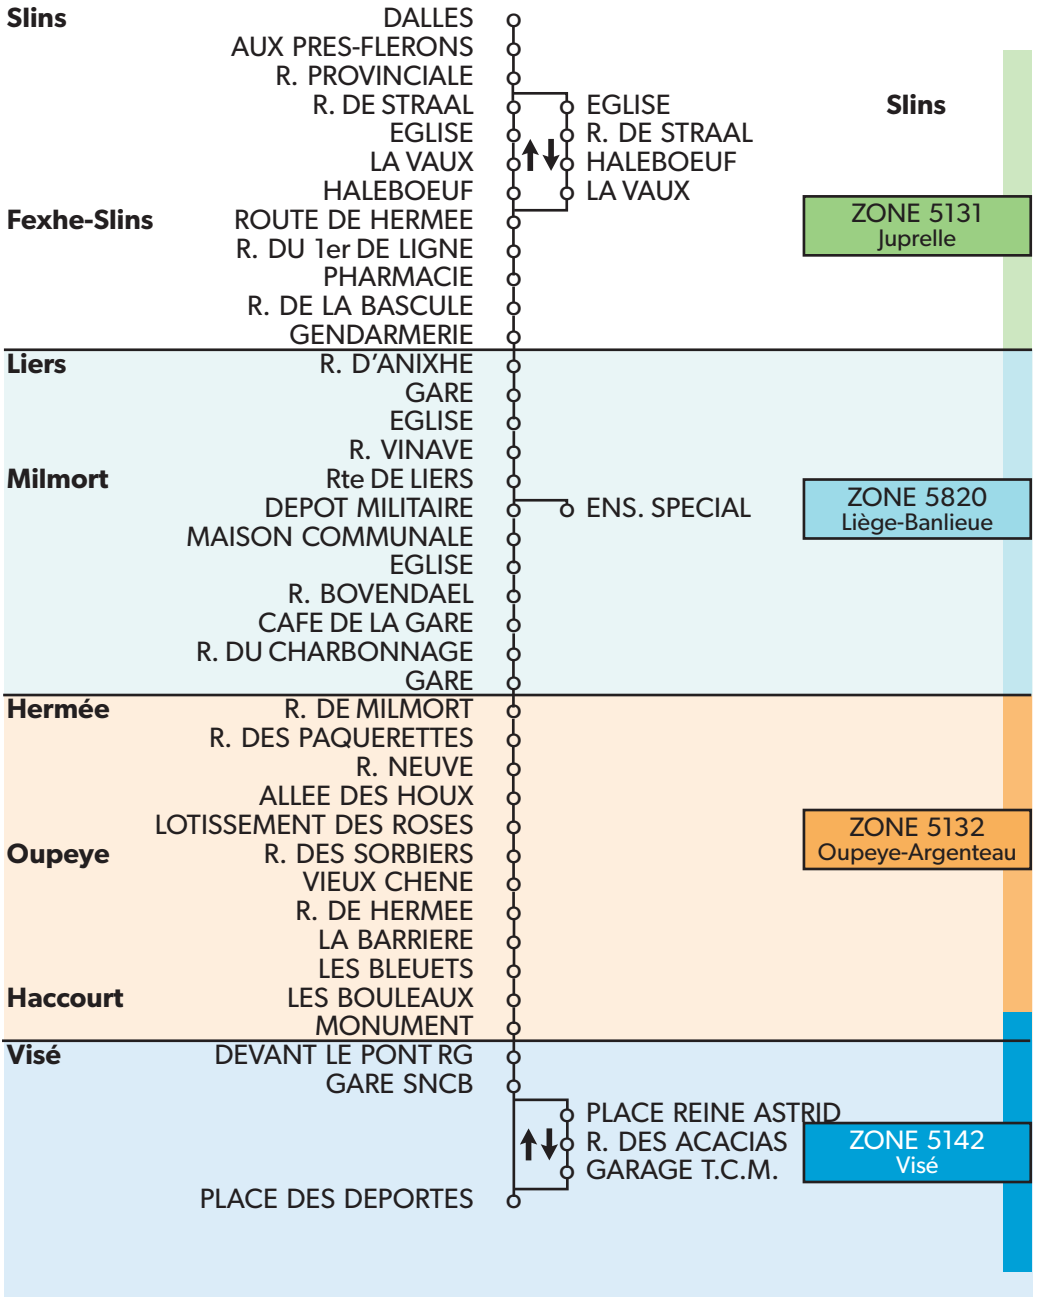 Slins
DALLES
AUX PRES-FLERONS
R. PROVINCIALE
R. DE STRAAL
EGLISE
Slins
EGLISE
R. DE STRAAL
LA VAUX
HALEBOEUF
HALEBOEUF
LA VAUX
Fexhe-Slins
ROUTE DE HERMEE
ZONE 5131
Juprelle
R. DU 1er DE LIGNE
PHARMACIE
R. DE LA BASCULE
GENDARMERIE
Liers
R. D'ANIXHE
GARE
EGLISE
R. VINAVE
Milmort
Rte DE LIERS
ZONE 5820
Liège-Banlieue
DEPOT MILITAIRE
ENS. SPECIAL
MAISON COMMUNALE
EGLISE
R. BOVENDAEL
CAFE DE LA GARE
R. DU CHARBONNAGE
GARE
Hermée
R. DE MILMORT
R. DES PAQUERETTES
R. NEUVE
ALLEE DES HOUX
LOTISSEMENT DES ROSES
ZONE 5132
Oupeye-Argenteau
Oupeye
R. DES SORBIERS
VIEUX CHENE
R. DE HERMEE
LA BARRIERE
LES BLEUETS
Haccourt
LES BOULEAUX
MONUMENT
Visé
DEVANT LE PONT RG
GARE SNCB
PLACE REINE ASTRID
R. DES ACACIAS
GARAGE T.C.M.
ZONE 5142
Visé
PLACE DES DEPORTES